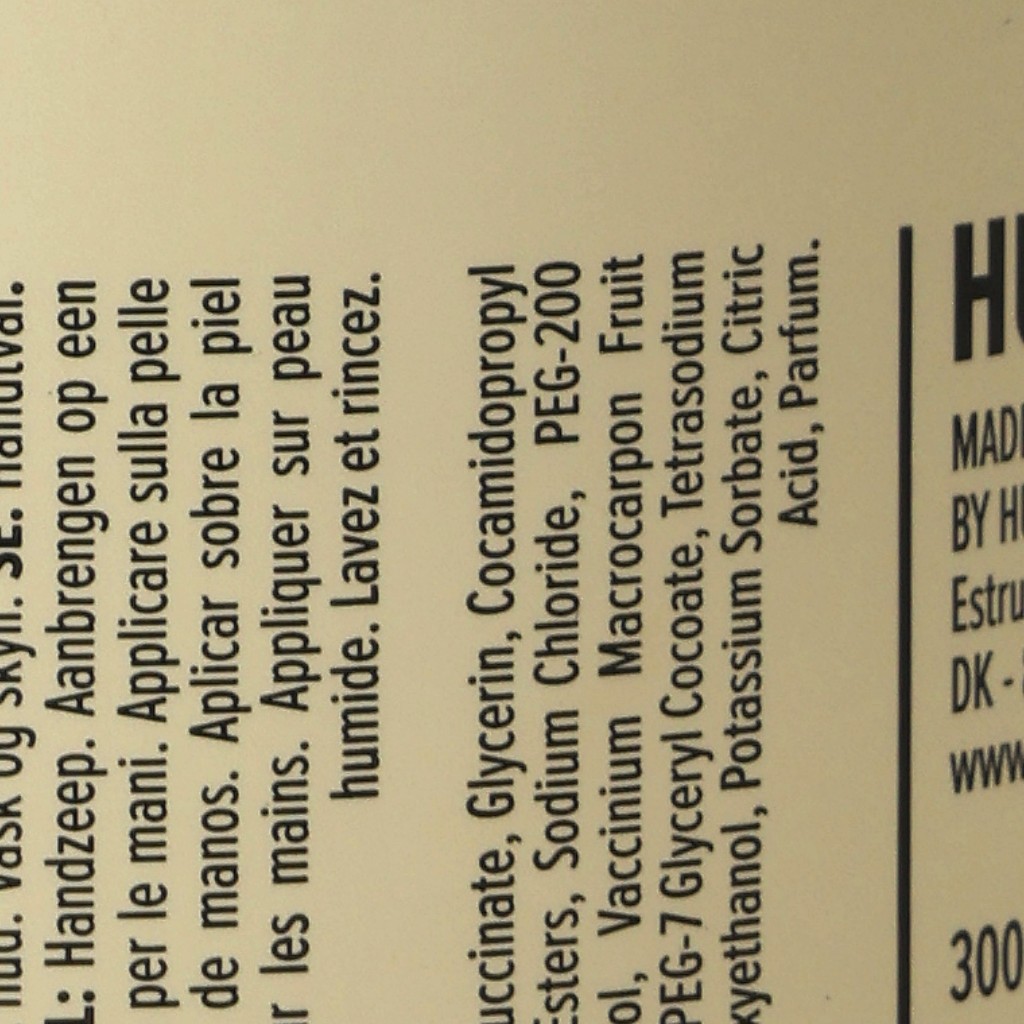 hud. Vask og skyll. SE: Håndtvål.
L: Handzeep. Aanbrengen op een
per le mani. Applicare sulla pelle
de manos. Aplicar sobre la piel
r les mains. Appliquer sur peau
humide. Lavez et rincez.
uccinate, Glycerin, Cocamidopropyl
Esters, Sodium Chloride, PEG-200
ol, Vaccinium Macrocarpon Fruit
PEG-7 Glyceryl Cocoate, Tetrasodium
xyethanol, Potassium Sorbate, Citric
Acid, Parfum.
HU
MADE
BY HU
Estru
DK -
www
300